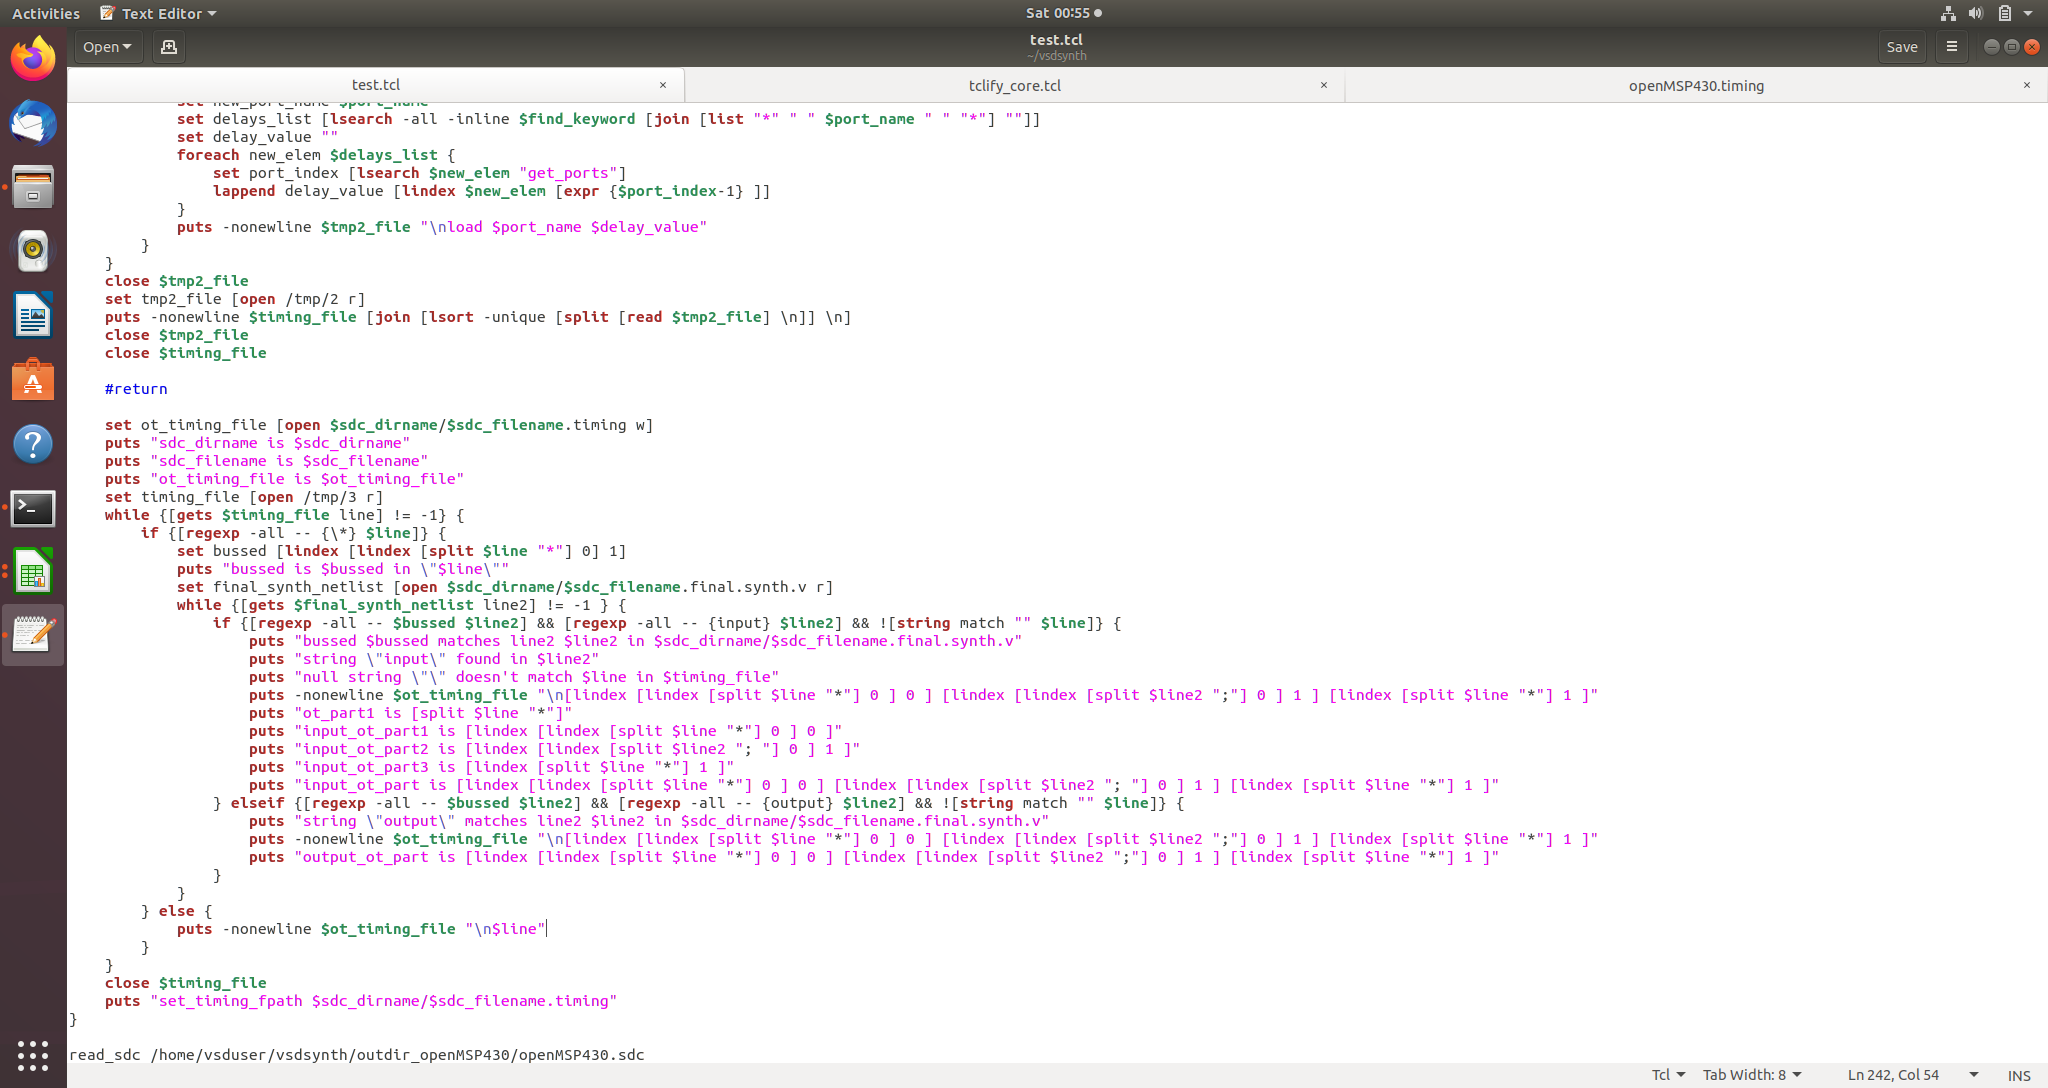 Activities Text Editor Sat 00:55
Open test.tcl Save
~/vsdsynth
test.tcl × tclify_core.tcl × openMSP430.timing ×
set new_port_name $port_name
set delays_list [lsearch -all -inline $find_keyword [join [list "*" " " $port_name " " "*"] ""]]
set delay_value ""
foreach new_elem $delays_list {
set port_index [lsearch $new_elem "get_ports"]
lappend delay_value [lindex $new_elem [expr {$port_index-1} ]]
}
puts -nonewline $tmp2_file "\nload $port_name $delay_value"
}
}
close $tmp2_file
set tmp2_file [open /tmp/2 r]
puts -nonewline $timing_file [join [lsort -unique [split [read $tmp2_file] \n]] \n]
close $tmp2_file
close $timing_file
#return
set ot_timing_file [open $sdc_dirname/$sdc_filename.timing w]
puts "sdc_dirname is $sdc_dirname"
puts "sdc_filename is $sdc_filename"
puts "ot_timing_file is $ot_timing_file"
set timing_file [open /tmp/3 r]
while {[gets $timing_file line] != -1} {
if {[regexp -all -- {\*} $line]} {
set bussed [lindex [lindex [split $line "*"] 0] 1]
puts "bussed is $bussed in \"$line\""
set final_synth_netlist [open $sdc_dirname/$sdc_filename.final.synth.v r]
while {[gets $final_synth_netlist line2] != -1 } {
if {[regexp -all -- $bussed $line2] && [regexp -all -- {input} $line2] && ![string match "" $line]} {
puts "bussed $bussed matches line2 $line2 in $sdc_dirname/$sdc_filename.final.synth.v"
puts "string \"input\" found in $line2"
puts "null string \"\" doesn't match $line in $timing_file"
puts -nonewline $ot_timing_file "\n[lindex [lindex [split $line "*"] 0 ] 0 ] [lindex [lindex [split $line2 ";"] 0 ] 1 ] [lindex [split $line "*"] 1 ]"
puts "ot_part1 is [split $line "*"]"
puts "input_ot_part1 is [lindex [lindex [split $line "*"] 0 ] 0 ]"
puts "input_ot_part2 is [lindex [lindex [split $line2 "; "] 0 ] 1 ]"
puts "input_ot_part3 is [lindex [split $line "*"] 1 ]"
puts "input_ot_part is [lindex [lindex [split $line "*"] 0 ] 0 ] [lindex [lindex [split $line2 "; "] 0 ] 1 ] [lindex [split $line "*"] 1 ]"
} elseif {[regexp -all -- $bussed $line2] && [regexp -all -- {output} $line2] && ![string match "" $line]} {
puts "string \"output\" matches line2 $line2 in $sdc_dirname/$sdc_filename.final.synth.v"
puts -nonewline $ot_timing_file "\n[lindex [lindex [split $line "*"] 0 ] 0 ] [lindex [lindex [split $line2 ";"] 0 ] 1 ] [lindex [split $line "*"] 1 ]"
puts "output_ot_part is [lindex [lindex [split $line "*"] 0 ] 0 ] [lindex [lindex [split $line2 ";"] 0 ] 1 ] [lindex [split $line "*"] 1 ]"
}
}
} else {
puts -nonewline $ot_timing_file "\n$line"
}
}
close $timing_file
puts "set_timing_fpath $sdc_dirname/$sdc_filename.timing"
}
read_sdc /home/vsduser/vsdsynth/outdir_openMSP430/openMSP430.sdc
Tcl Tab Width: 8 Ln 242, Col 54 INS